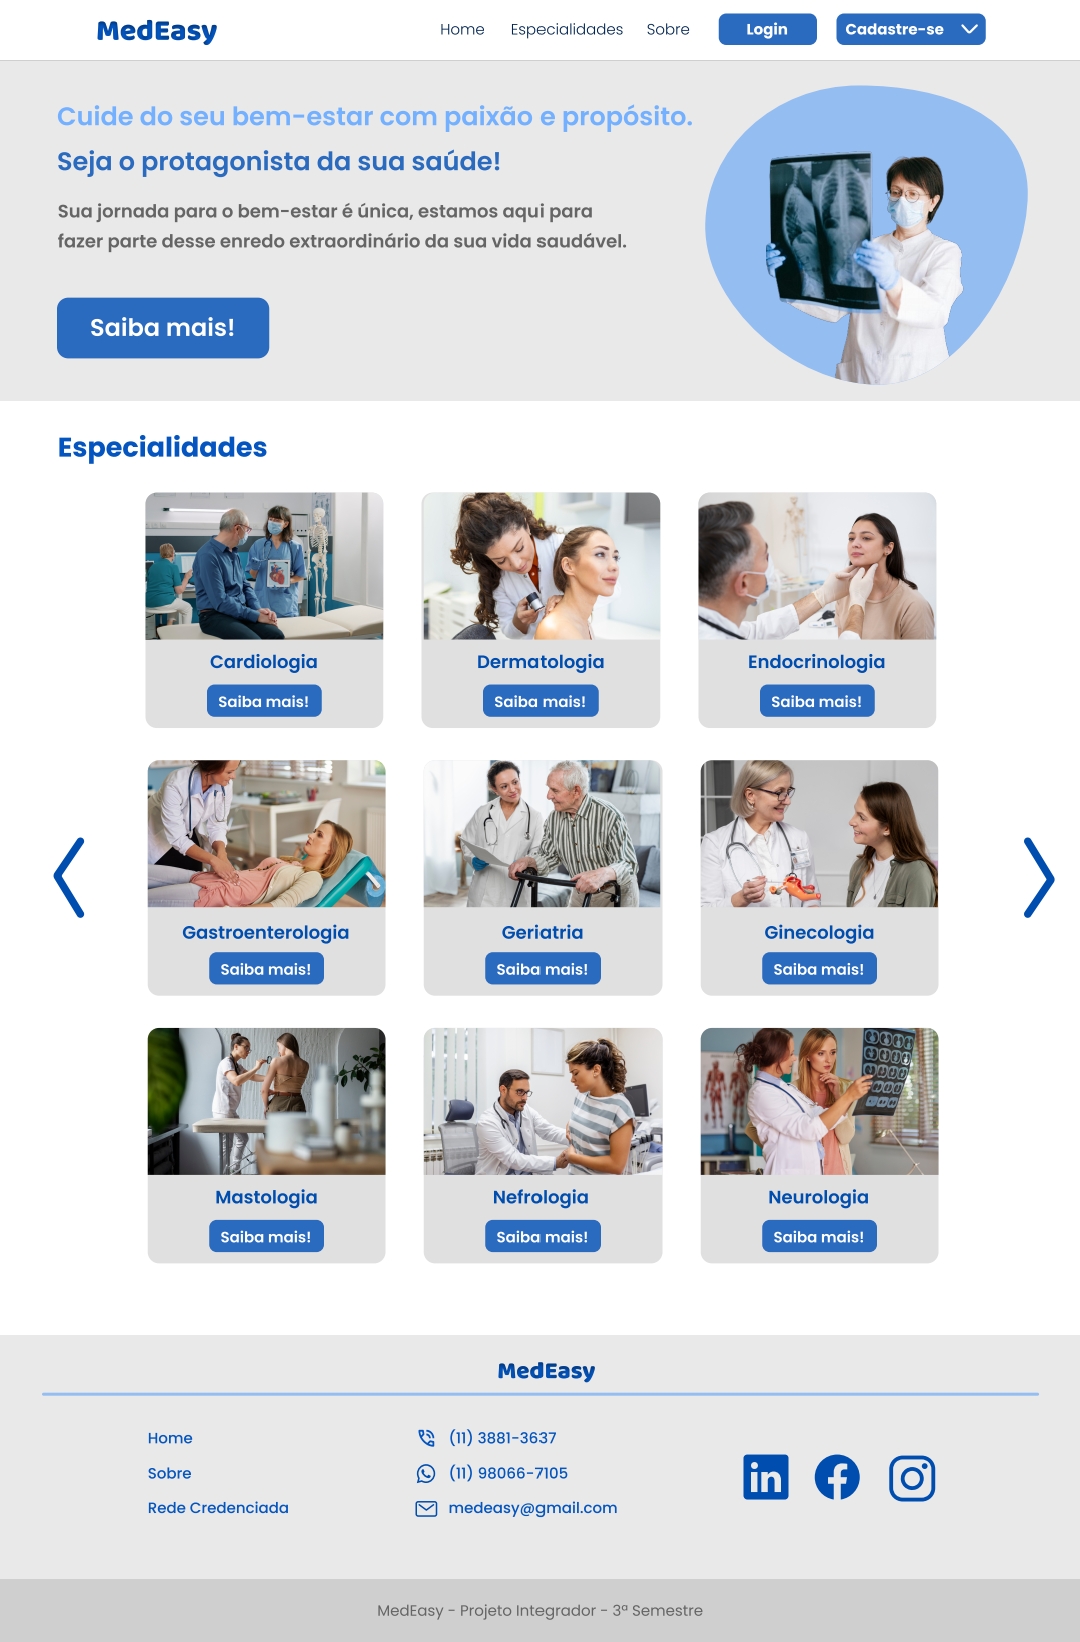 MedEasy
Home
Especialidades
Sobre
Login
Cadastre-se
Cuide do seu bem-estar com paixão e propósito.
Seja o protagonista da sua saúde!
Sua jornada para o bem-estar é única, estamos aqui para
fazer parte desse enredo extraordinário da sua vida saudável.
Saiba mais!
Especialidades
Cardiologia
Saiba mais!
Dermatologia
Saiba mais!
Endocrinologia
Saiba mais!
Gastroenterologia
Saiba mais!
Geriatria
Saiba mais!
Ginecologia
Saiba mais!
Mastologia
Saiba mais!
Nefrologia
Saiba mais!
Neurologia
Saiba mais!
MedEasy
Home
Sobre
Rede Credenciada
(11) 3881-3637
(11) 98066-7105
medeasy@gmail.com
in
MedEasy - Projeto Integrador - 3ª Semestre